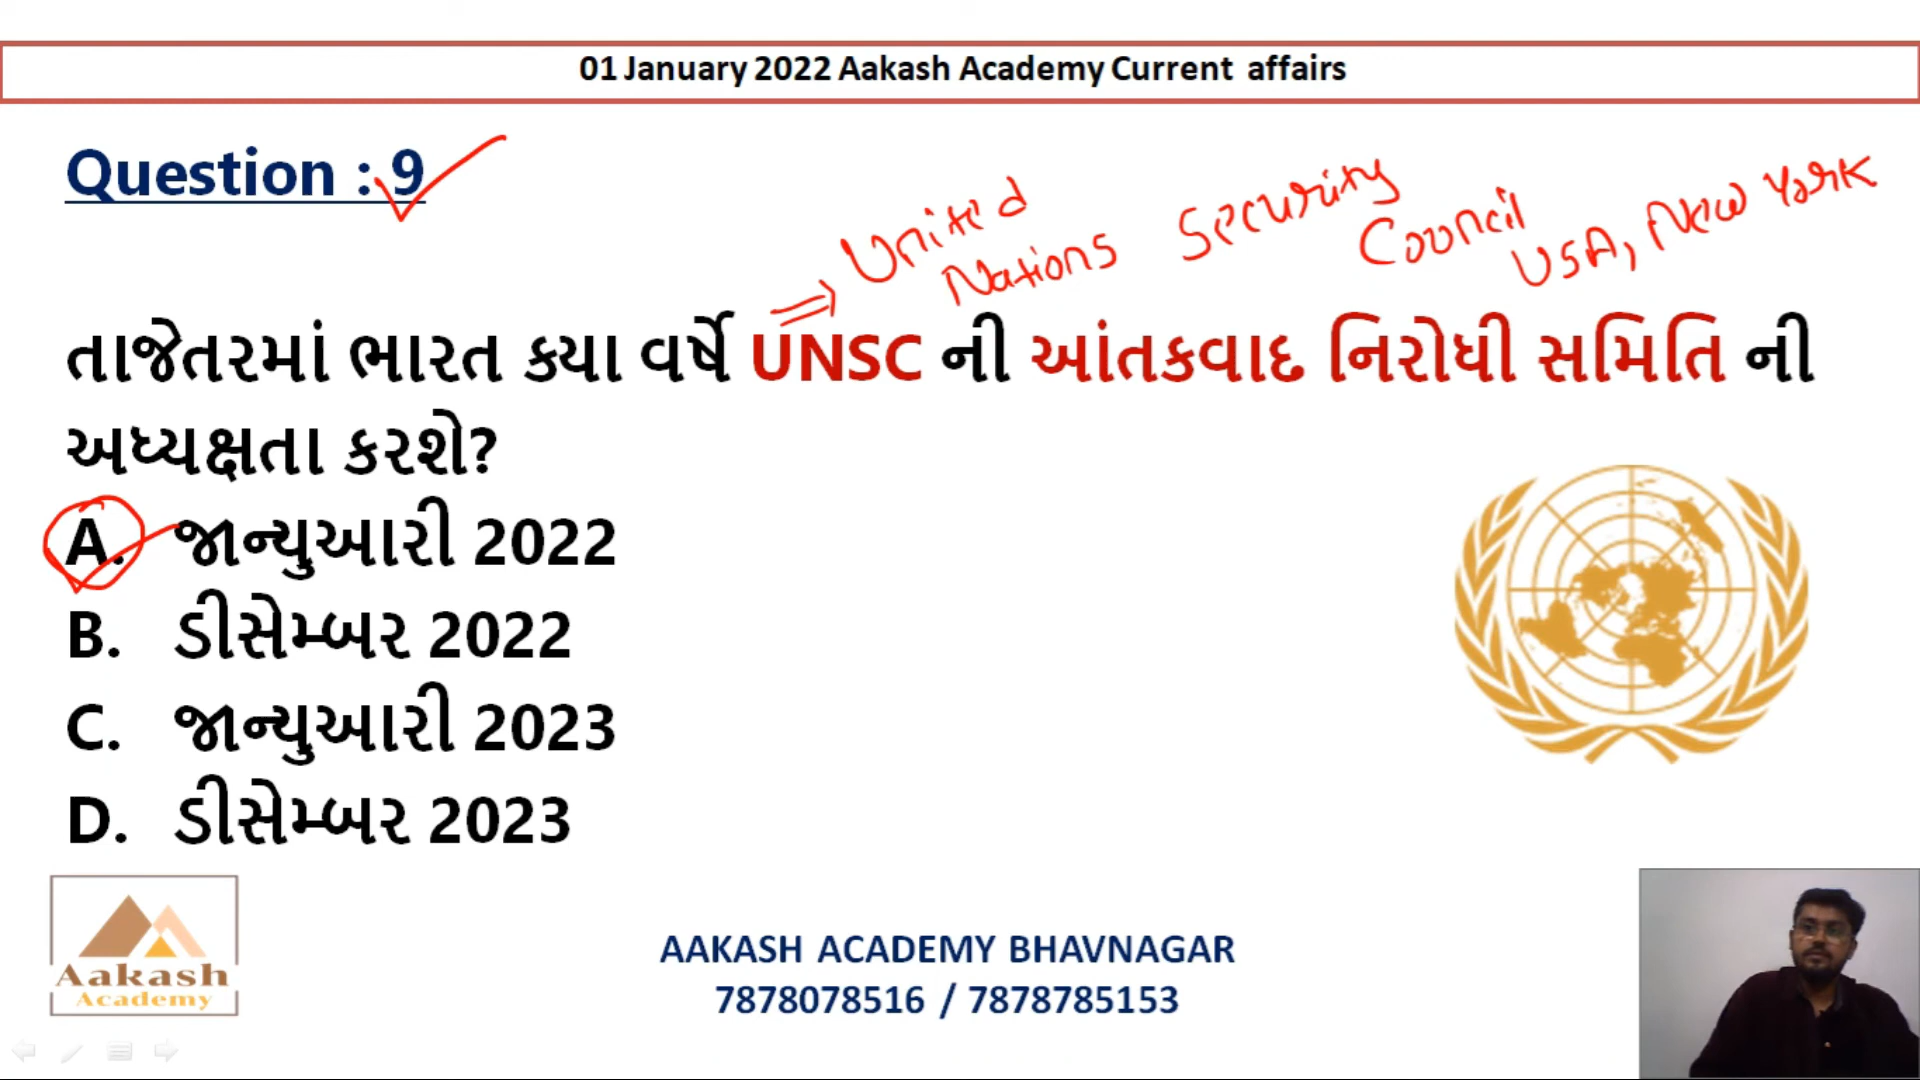 01 January 2022 Aakash Academy Current affairs
Question : 9
United Nations Security Council USA, New York
તાજેતરમાં ભારત ક્યા વર્ષે UNSC ની આંતકવાદ નિરોધી સમિતિ ની
અધ્યક્ષતા કરશે?
A. જાન્યુઆરી 2022
B. ડીસેમ્બર 2022
C. જાન્યુઆરી 2023
D. ડીસેમ્બર 2023
Aakash
Academy
AAKASH ACADEMY BHAVNAGAR
7878078516 / 7878785153